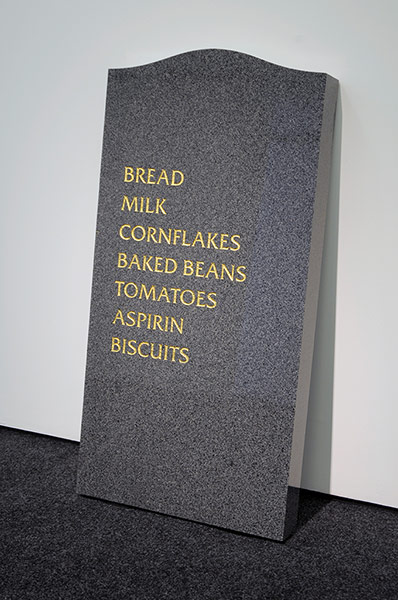 BREAD
MILK
CORNFLAKES
BAKED BEANS
TOMATOES
ASPIRIN
BISCUITS